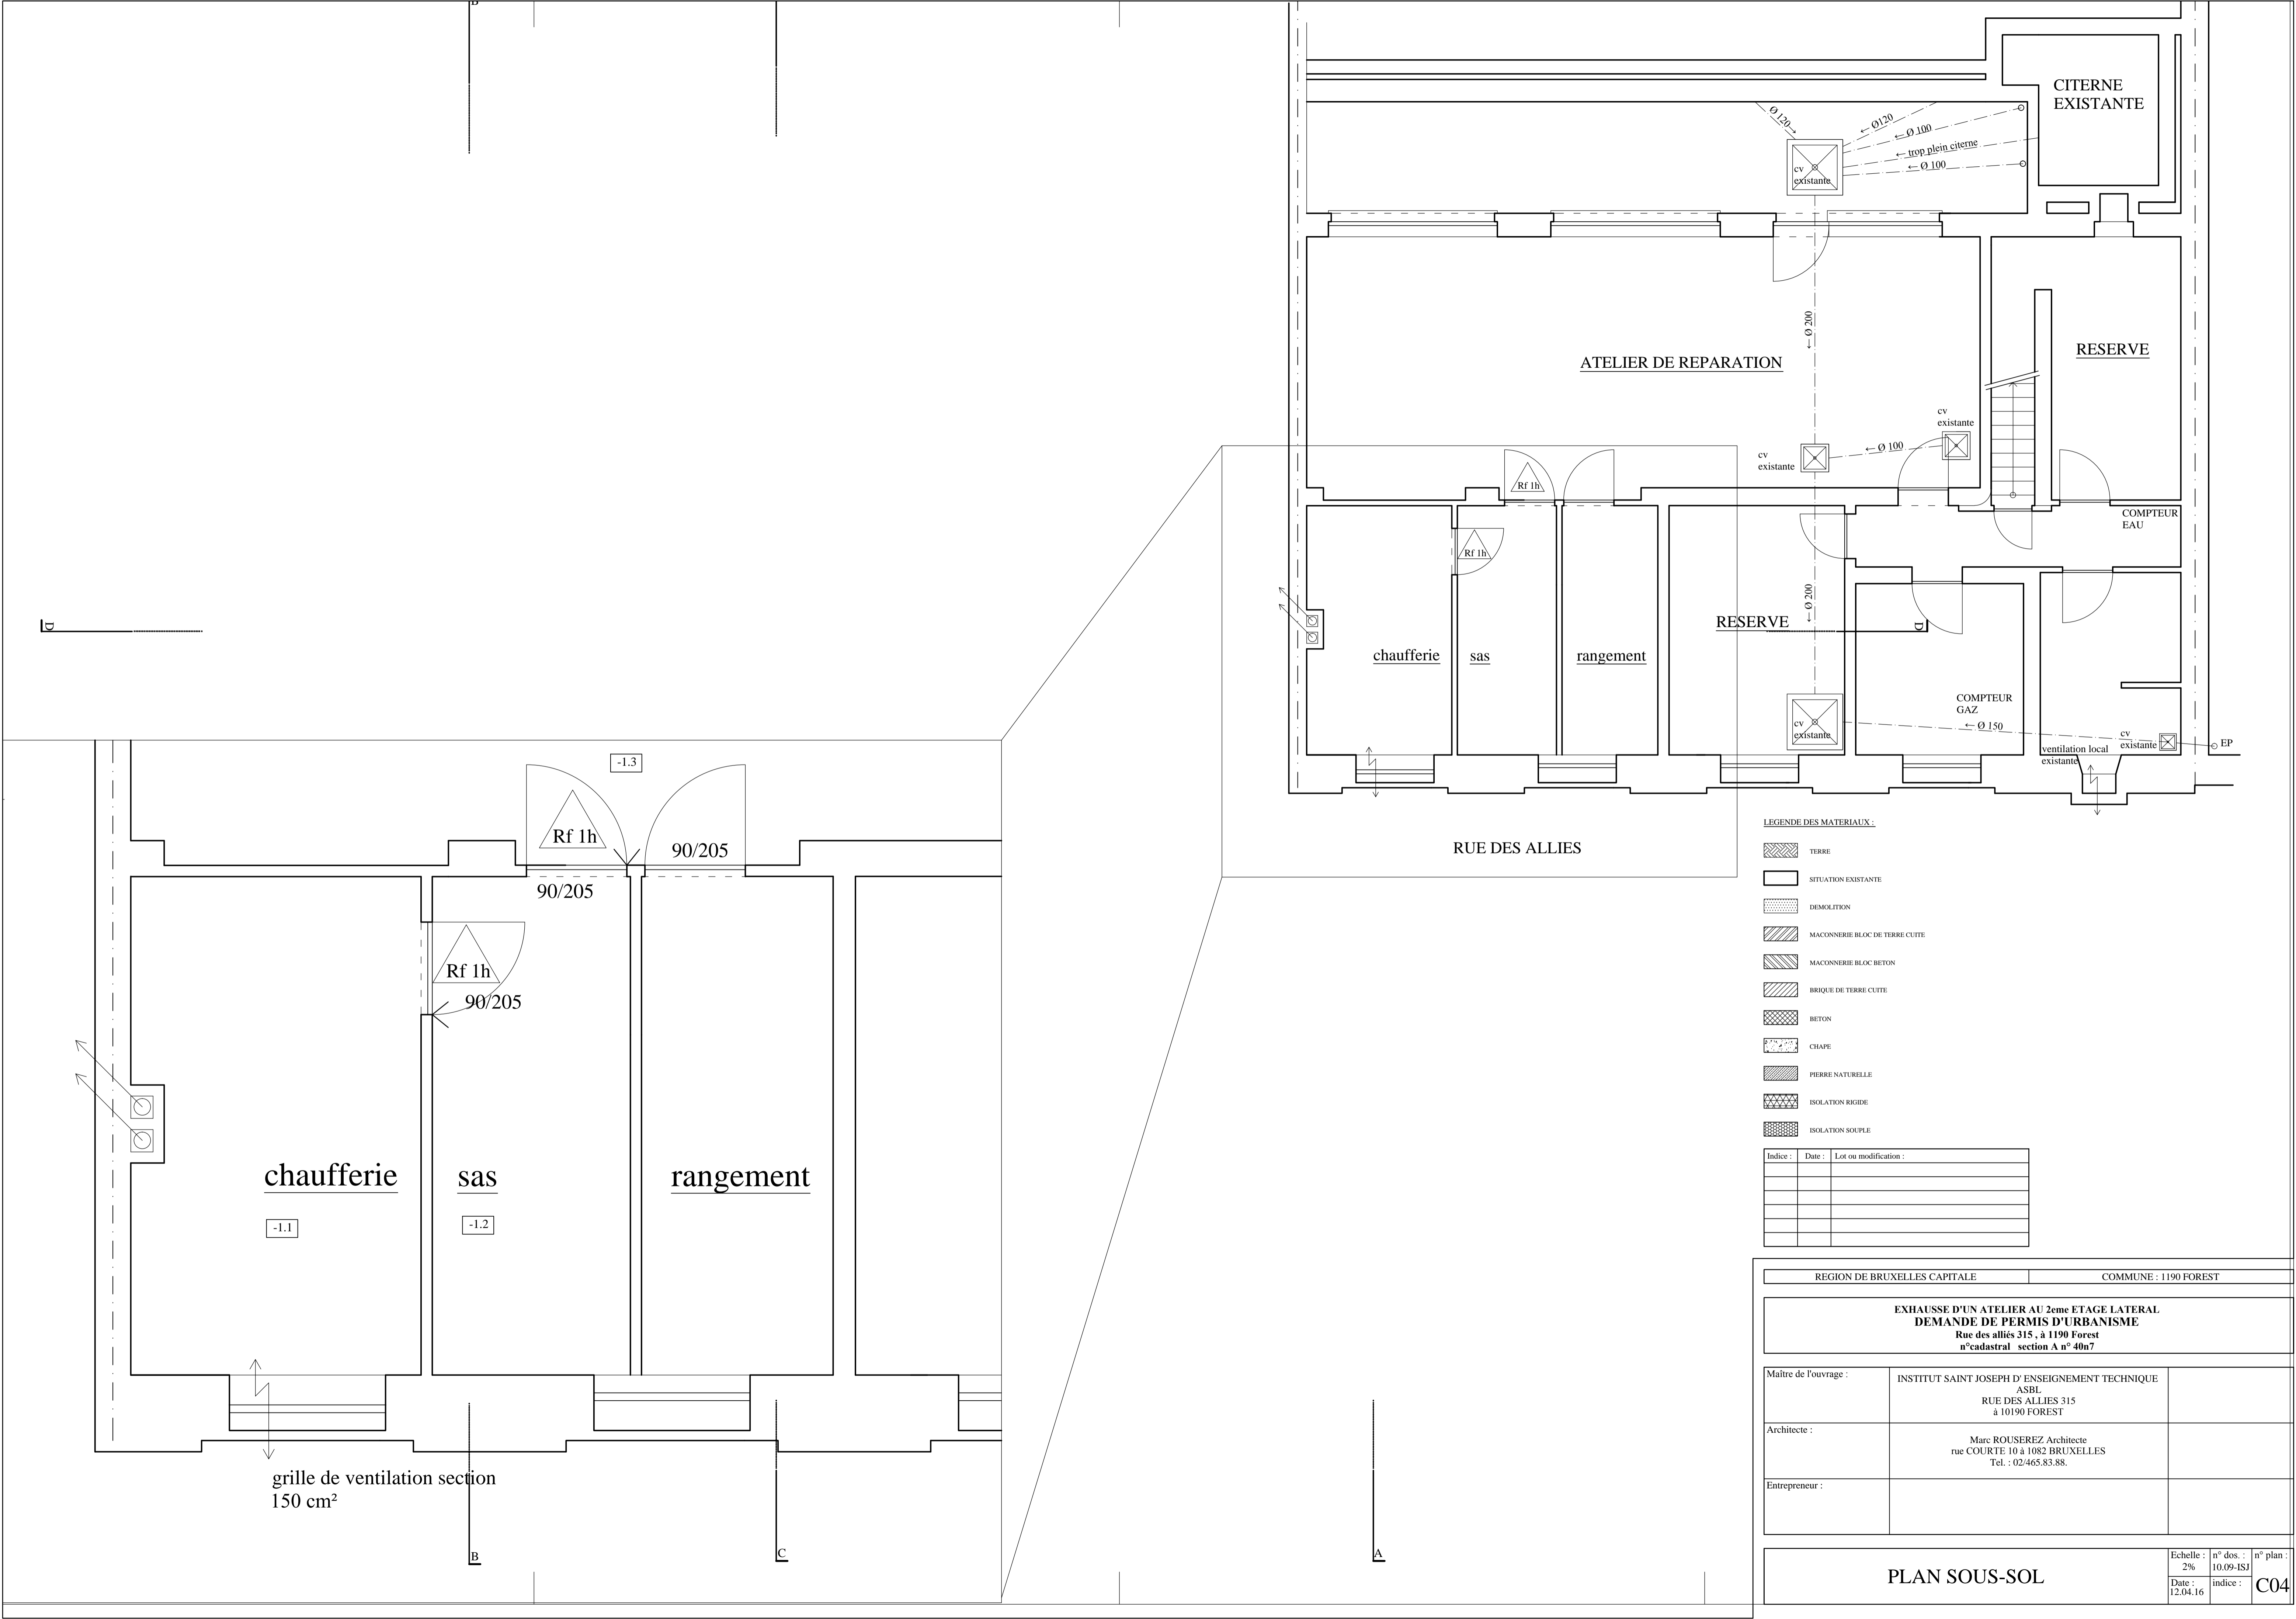 B
CITERNE
EXISTANTE
Ø 120→
← Ø120
← Ø 100
← trop plein citerne
← Ø 100
cv
existante
← Ø 200
ATELIER DE REPARATION
RESERVE
cv
existante
← Ø 100
cv
existante
Rf 1h
Rf 1h
COMPTEUR
EAU
← Ø 200
RESERVE
D
D
chaufferie
sas
rangement
COMPTEUR
GAZ
← Ø 150
cv
existante
ventilation local
existante
cv
existante
EP
RUE DES ALLIES
-1.3
Rf 1h
90/205
90/205
Rf 1h
90/205
chaufferie
sas
rangement
-1.1
-1.2
grille de ventilation section
150 cm²
B
C
A
LEGENDE DES MATERIAUX :
TERRE
SITUATION EXISTANTE
DEMOLITION
MACONNERIE BLOC DE TERRE CUITE
MACONNERIE BLOC BETON
BRIQUE DE TERRE CUITE
BETON
CHAPE
PIERRE NATURELLE
ISOLATION RIGIDE
ISOLATION SOUPLE
Indice : Date : Lot ou modification :
REGION DE BRUXELLES CAPITALE COMMUNE : 1190 FOREST
EXHAUSSE D'UN ATELIER AU 2eme ETAGE LATERAL
DEMANDE DE PERMIS D'URBANISME
Rue des alliés 315 , à 1190 Forest
n°cadastral section A n° 40n7
Maître de l'ouvrage :
INSTITUT SAINT JOSEPH D' ENSEIGNEMENT TECHNIQUE
ASBL
RUE DES ALLIES 315
à 10190 FOREST
Architecte :
Marc ROUSEREZ Architecte
rue COURTE 10 à 1082 BRUXELLES
Tel. : 02/465.83.88.
Entrepreneur :
PLAN SOUS-SOL
Echelle :
2%
n° dos. :
10.09-ISJ
n° plan :
Date :
12.04.16
indice :
C04